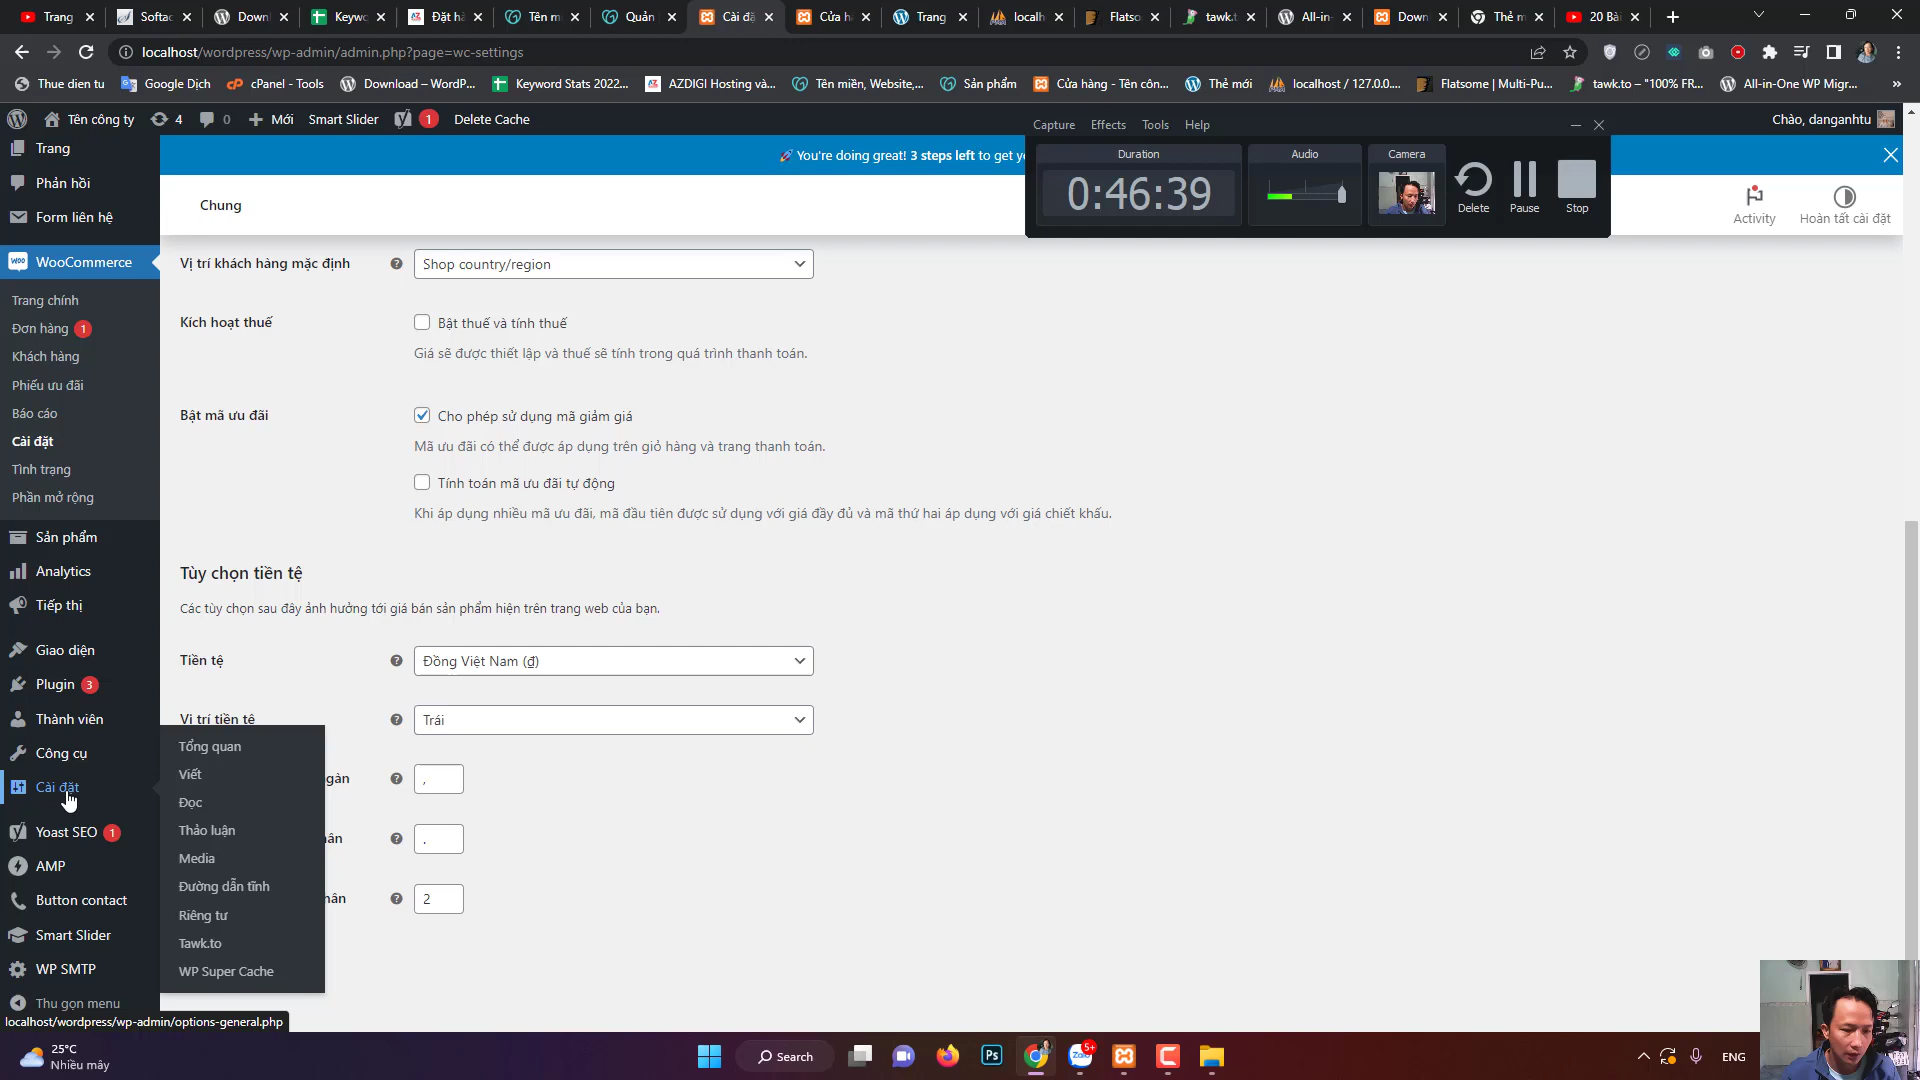 Trang
Softac
Downl
Keywc
Đặt hà
Tên m
Quản
Cài đặ
Cửa h
Trang
localh
Flatso
tawk.t
All-in-
Down
Thẻ m
20 Bài
localhost/wordpress/wp-admin/admin.php?page=wc-settings
Thue dien tu
Google Dịch
cPanel - Tools
Download – WordP...
Keyword Stats 2022...
AZDIGI Hosting và...
Tên miền, Website,...
Sản phẩm
Cửa hàng - Tên côn...
Thẻ mới
localhost / 127.0.0....
Flatsome | Multi-Pu...
tawk.to – "100% FR...
All-in-One WP Migr...
»
Tên công ty
4
0
Mới
Smart Slider
1
Delete Cache
Chào, danganhtu
Capture
Effects
Tools
Help
Duration
0:46:39
Audio
Camera
Delete
Pause
Stop
You're doing great! 3 steps left to get yo
Chung
Activity
Hoàn tất cài đặt
Trang
Phản hồi
Form liên hệ
WooCommerce
Trang chính
Đơn hàng 1
Khách hàng
Phiếu ưu đãi
Báo cáo
Cài đặt
Tình trạng
Phần mở rộng
Sản phẩm
Analytics
Tiếp thị
Giao diện
Plugin 3
Thành viên
Công cụ
Cài đặt
Yoast SEO 1
AMP
Button contact
Smart Slider
WP SMTP
Thu gọn menu
Tổng quan
Viết
Đọc
Thảo luận
Media
Đường dẫn tĩnh
Riêng tư
Tawk.to
WP Super Cache
Vị trí khách hàng mặc định
Shop country/region
Kích hoạt thuế
Bật thuế và tính thuế
Giá sẽ được thiết lập và thuế sẽ tính trong quá trình thanh toán.
Bật mã ưu đãi
Cho phép sử dụng mã giảm giá
Mã ưu đãi có thể được áp dụng trên giỏ hàng và trang thanh toán.
Tính toán mã ưu đãi tự động
Khi áp dụng nhiều mã ưu đãi, mã đầu tiên được sử dụng với giá đầy đủ và mã thứ hai áp dụng với giá chiết khấu.
Tùy chọn tiền tệ
Các tùy chọn sau đây ảnh hưởng tới giá bán sản phẩm hiện trên trang web của bạn.
Tiền tệ
Đồng Việt Nam (₫)
Vị trí tiền tệ
Trái
gàn
,
ân
.
hân
2
localhost/wordpress/wp-admin/options-general.php
25°C
Nhiều mây
Search
Ps
5+
ENG